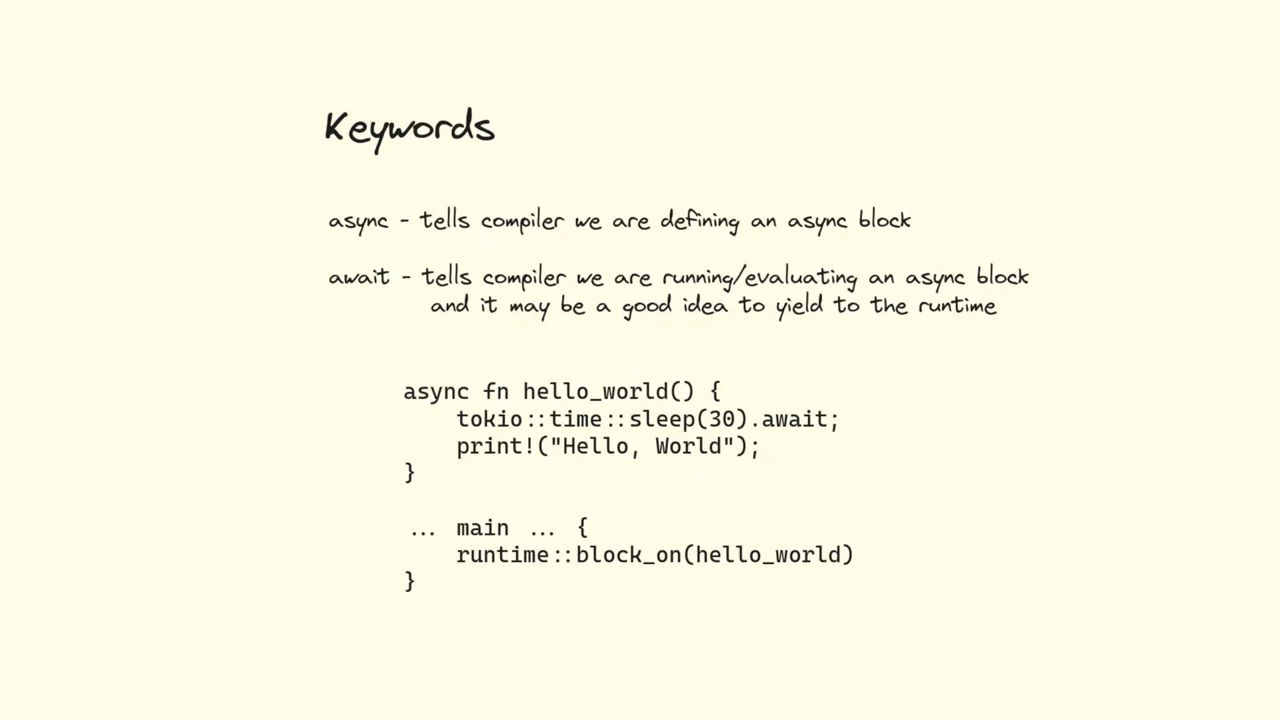 Keywords
async - tells compiler we are defining an async block
await - tells compiler we are running/evaluating an async block
and it may be a good idea to yield to the runtime
async fn hello_world() {
    tokio::time::sleep(30).await;
    print!("Hello, World");
}
... main ... {
    runtime::block_on(hello_world)
}